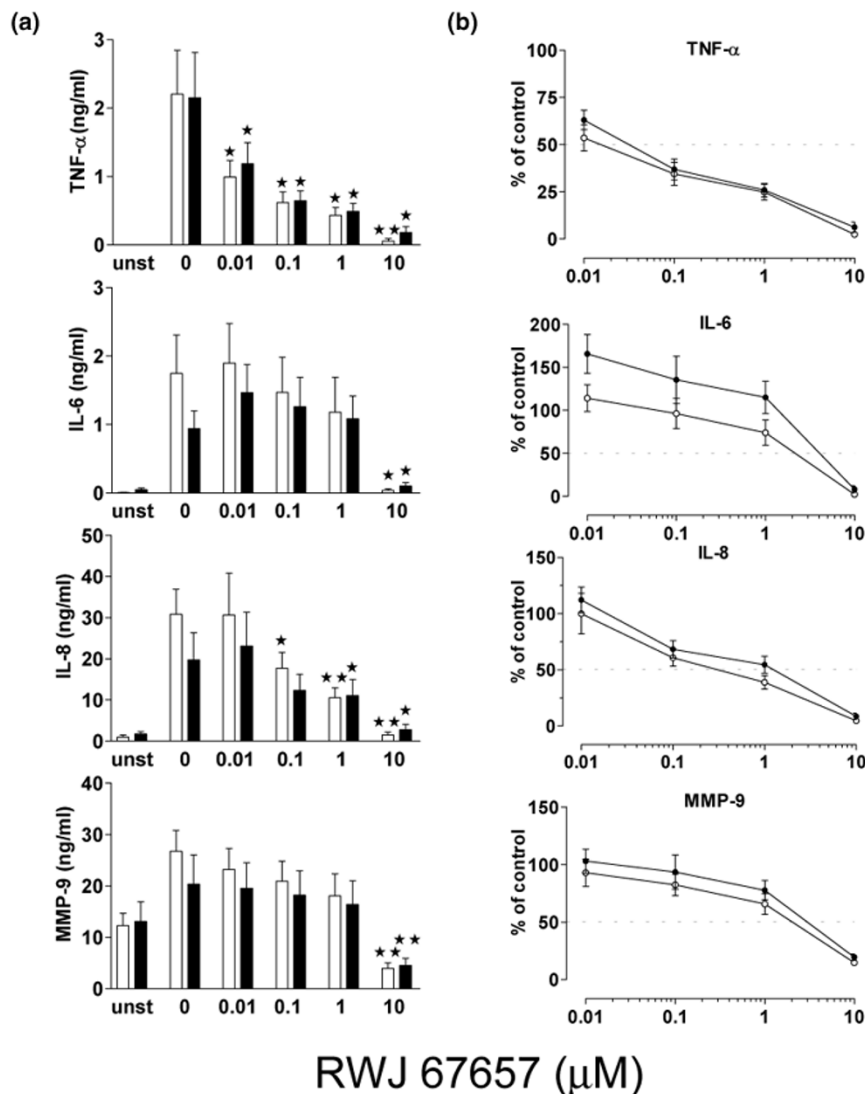 (a)
3
2
1
0
TNF-α (ng/ml)
★ ★ ★ ★ ★ ★ ★★ ★
unst 0 0.01 0.1 1 10
3
2
1
0
IL-6 (ng/ml)
★ ★
unst 0 0.01 0.1 1 10
50
40
30
20
10
0
IL-8 (ng/ml)
★ ★★ ★ ★★ ★
unst 0 0.01 0.1 1 10
40
30
20
10
0
MMP-9 (ng/ml)
★★ ★★
unst 0 0.01 0.1 1 10
(b)
TNF-α
100
75
50
25
0
% of control
0.01 0.1 1 10
IL-6
200
150
100
50
0
% of control
0.01 0.1 1 10
IL-8
150
100
50
0
% of control
0.01 0.1 1 10
MMP-9
150
100
50
0
% of control
0.01 0.1 1 10
RWJ 67657 (μM)